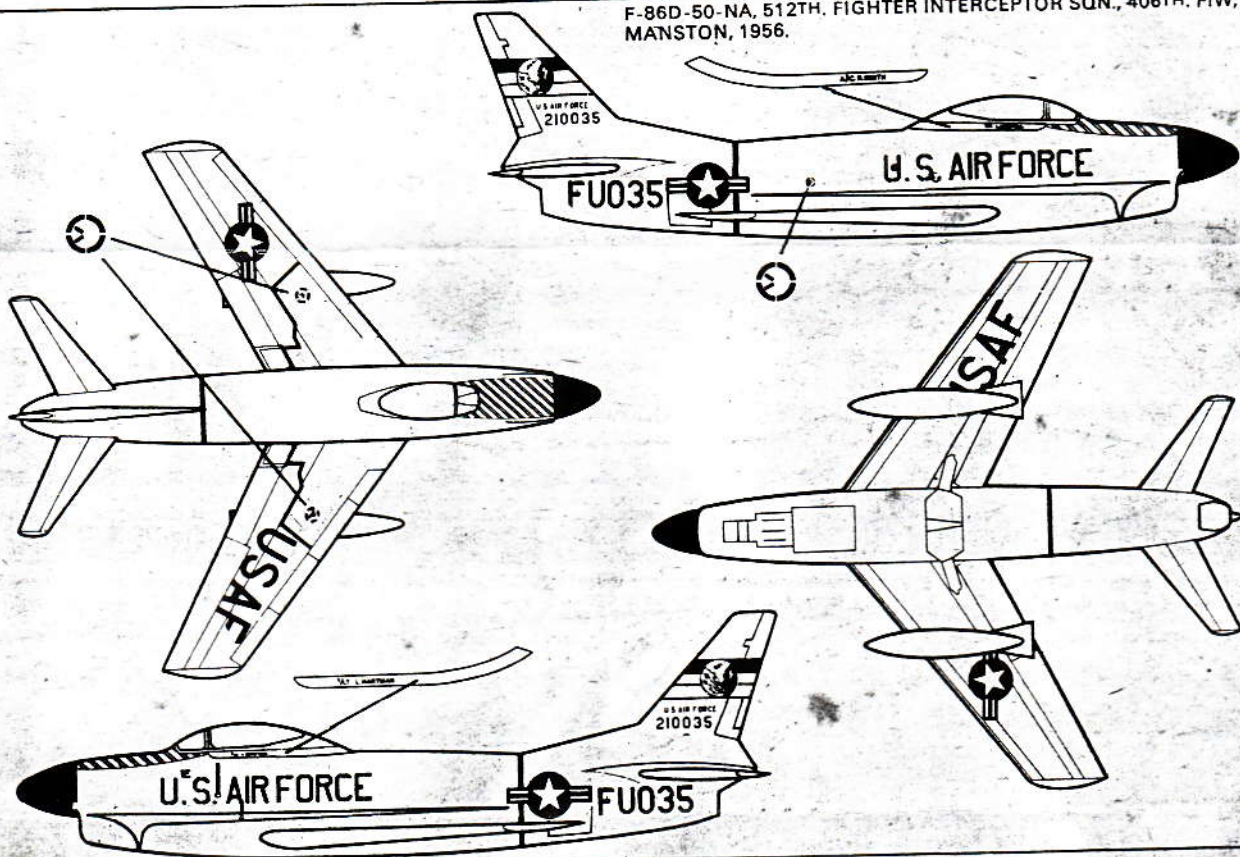 F-86D-50-NA, 512TH. FIGHTER INTERCEPTOR SQN., 406TH. FIW,
MANSTON, 1956.
U S AIR FORCE
210035
U.S. AIR FORCE
FU035
USAF
USAF
U S AIR FORCE
210035
U.S. AIR FORCE
FU035